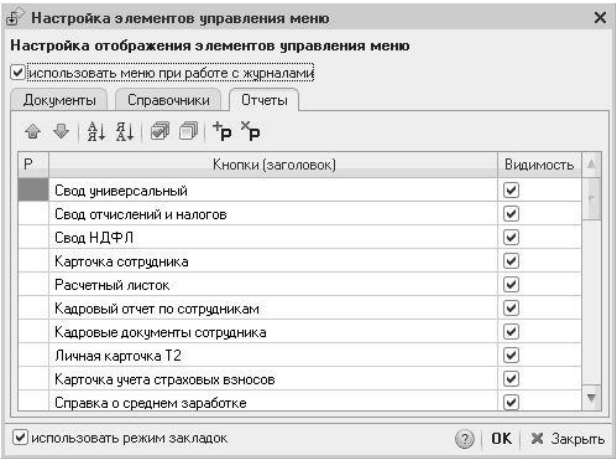 Настройка элементов управления меню
Настройка отображения элементов управления меню
использовать меню при работе с журналами
Документы Справочники Отчеты
А Я Я А + Р × Р
Р Кнопки (заголовок) Видимость
Свод универсальный
Свод отчислений и налогов
Свод НДФЛ
Карточка сотрудника
Расчетный листок
Кадровый отчет по сотрудникам
Кадровые документы сотрудника
Личная карточка Т2
Карточка учета страховых взносов
Справка о среднем заработке
использовать режим закладок ? OK Закрыть